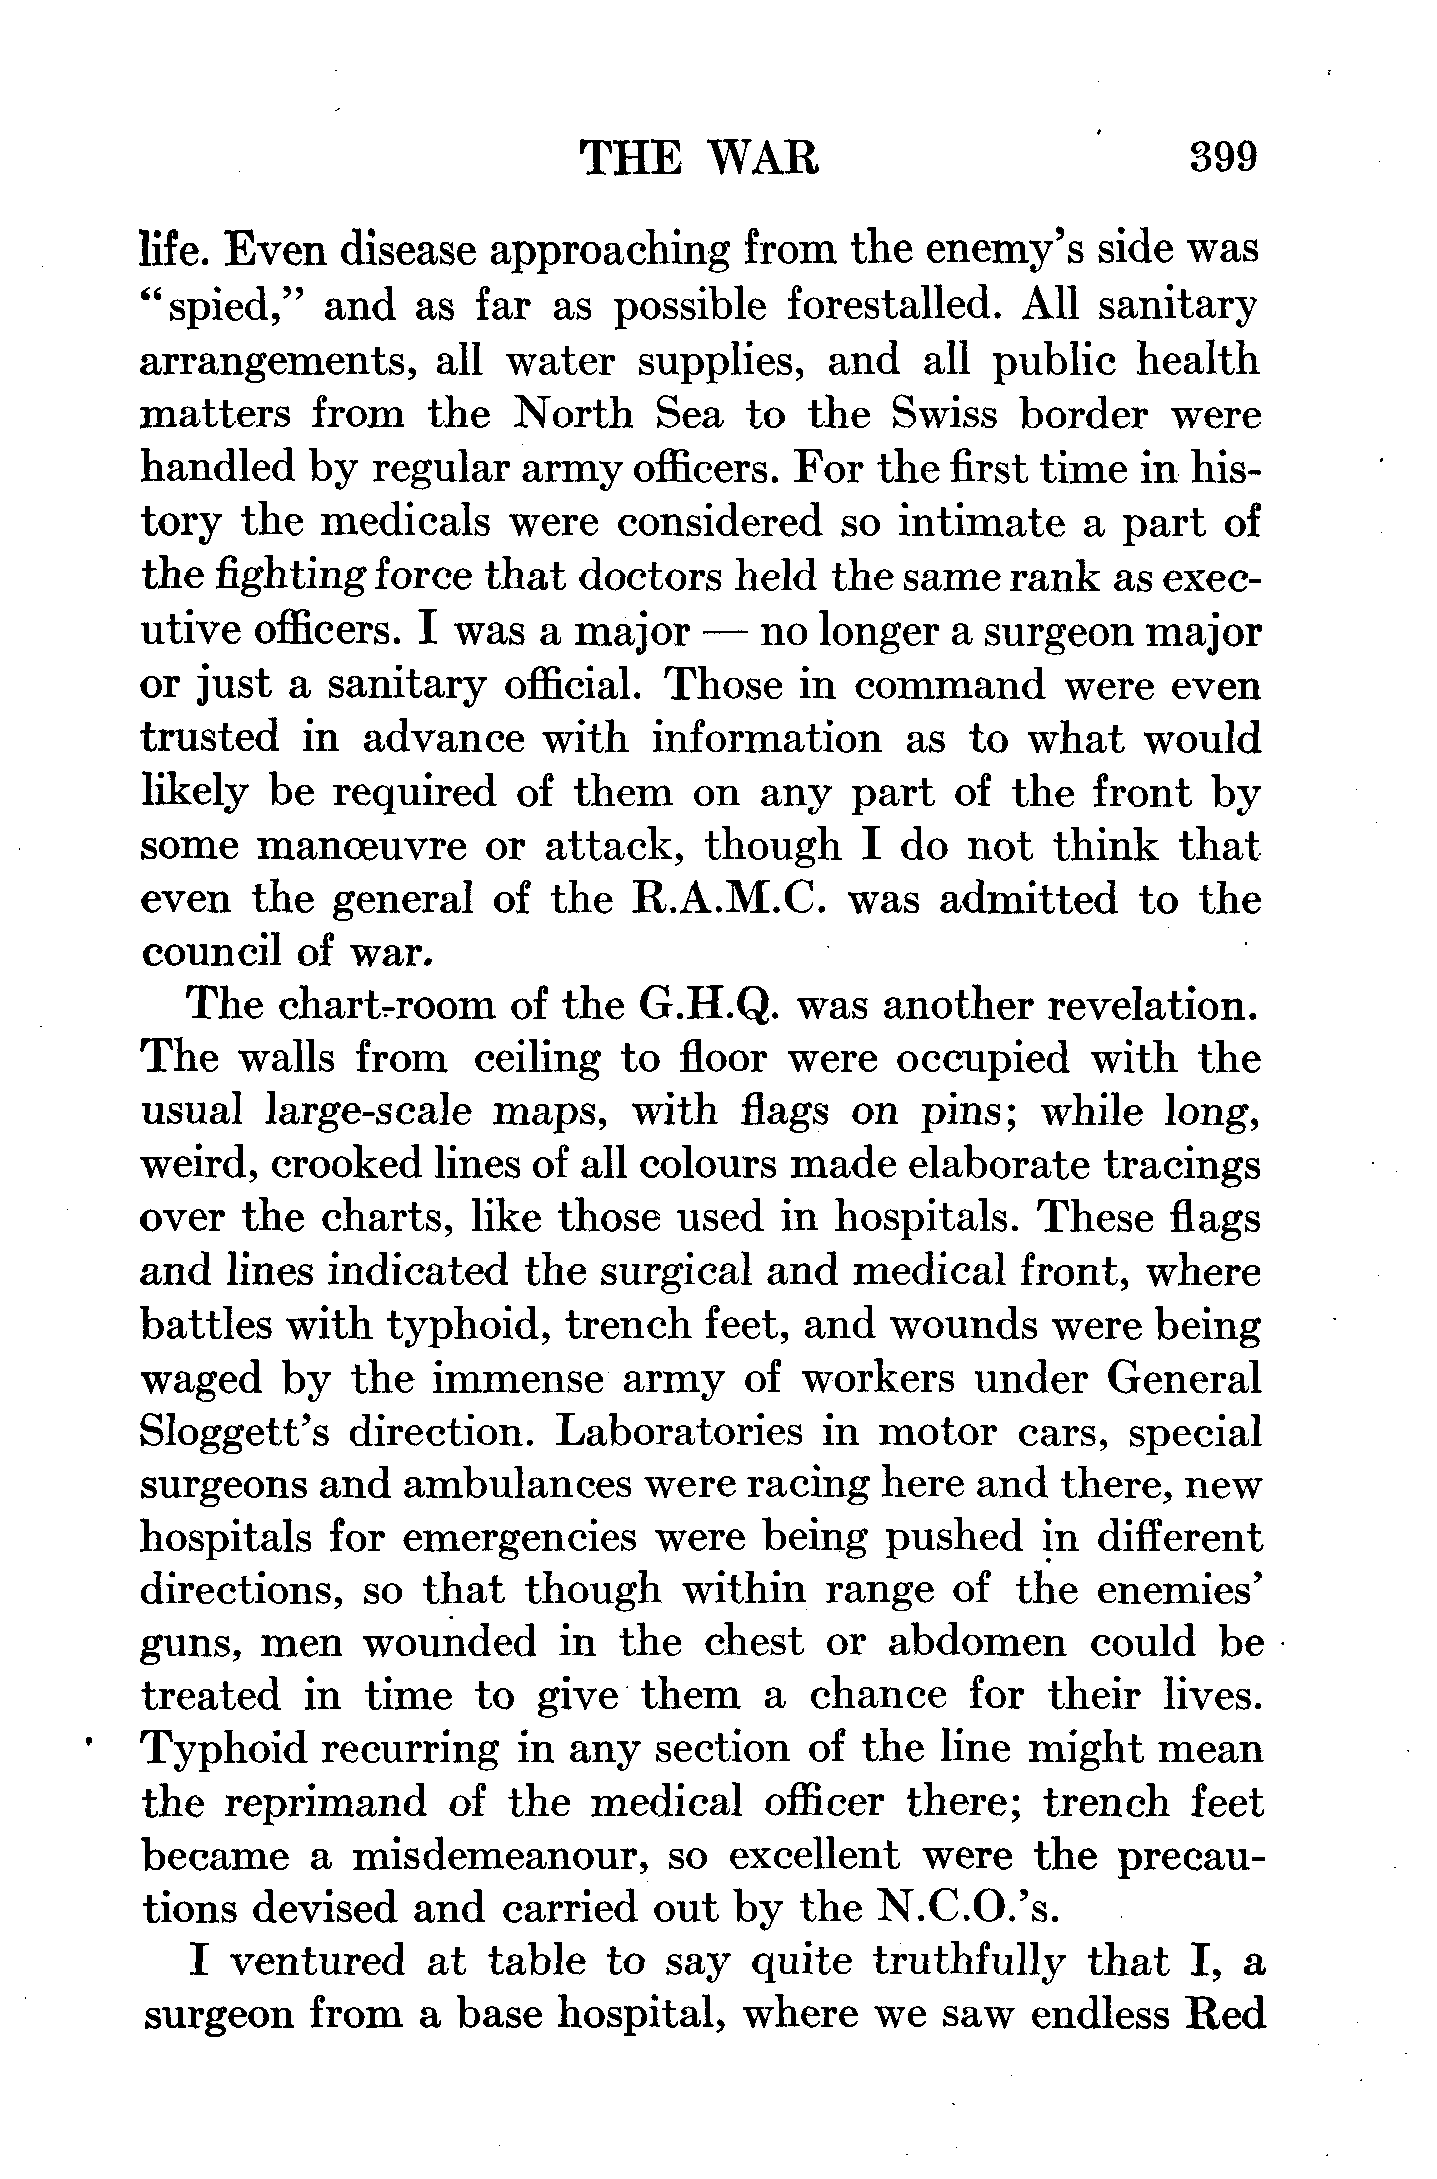 THE WAR 399
life. Even disease approaching from the enemy's side was
“spied,” and as far as possible forestalled. All sanitary
arrangements, all water supplies, and all public health
matters from the North Sea to the Swiss border were
handled by regular army officers. For the first time in his-
tory the medicals were considered so intimate a part of
the fighting force that doctors held the same rank as exec-
utive officers. I was a major — no longer a surgeon major
or just a sanitary official. Those in command were even
trusted in advance with information as to what would
likely be required of them on any part of the front by
some manœuvre or attack, though I do not think that
even the general of the R.A.M.C. was admitted to the
council of war.
The chart-room of the G.H.Q. was another revelation.
The walls from ceiling to floor were occupied with the
usual large-scale maps, with flags on pins; while long,
weird, crooked lines of all colours made elaborate tracings
over the charts, like those used in hospitals. These flags
and lines indicated the surgical and medical front, where
battles with typhoid, trench feet, and wounds were being
waged by the immense army of workers under General
Sloggett's direction. Laboratories in motor cars, special
surgeons and ambulances were racing here and there, new
hospitals for emergencies were being pushed in different
directions, so that though within range of the enemies'
guns, men wounded in the chest or abdomen could be
treated in time to give them a chance for their lives.
Typhoid recurring in any section of the line might mean
the reprimand of the medical officer there; trench feet
became a misdemeanour, so excellent were the precau-
tions devised and carried out by the N.C.O.'s.
I ventured at table to say quite truthfully that I, a
surgeon from a base hospital, where we saw endless Red